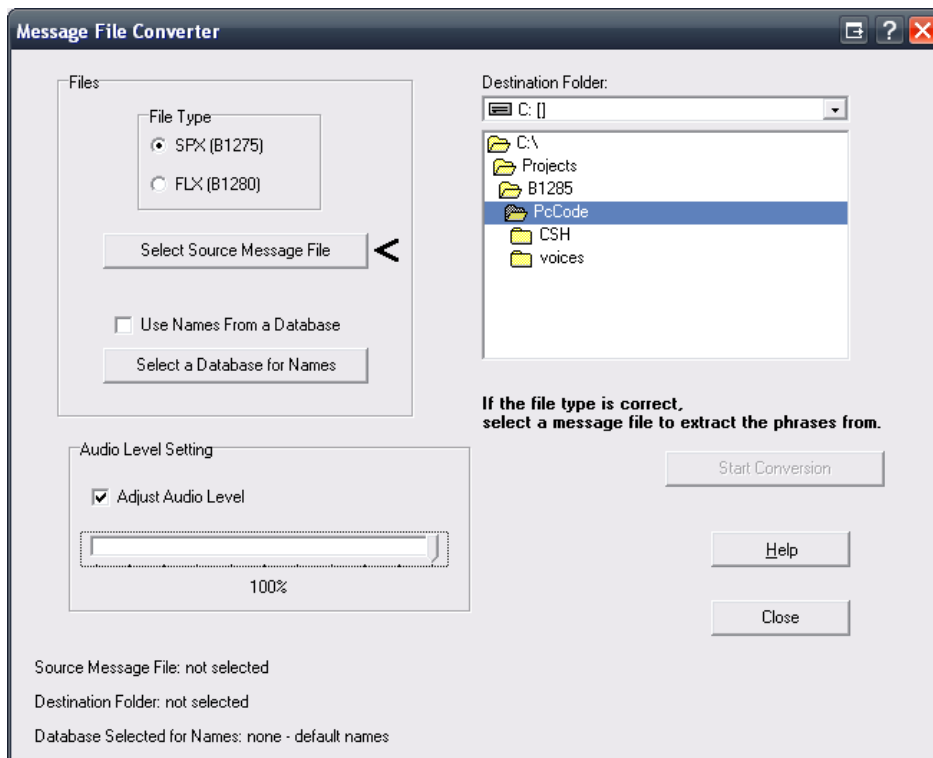 Message File Converter
Files
File Type
SPX (B1275)
FLX (B1280)
Select Source Message File
<
Use Names From a Database
Select a Database for Names
Audio Level Setting
Adjust Audio Level
100%
Destination Folder:
C: []
C:\
Projects
B1285
PcCode
CSH
voices
If the file type is correct,
select a message file to extract the phrases from.
Start Conversion
Help
Close
Source Message File: not selected
Destination Folder: not selected
Database Selected for Names: none - default names